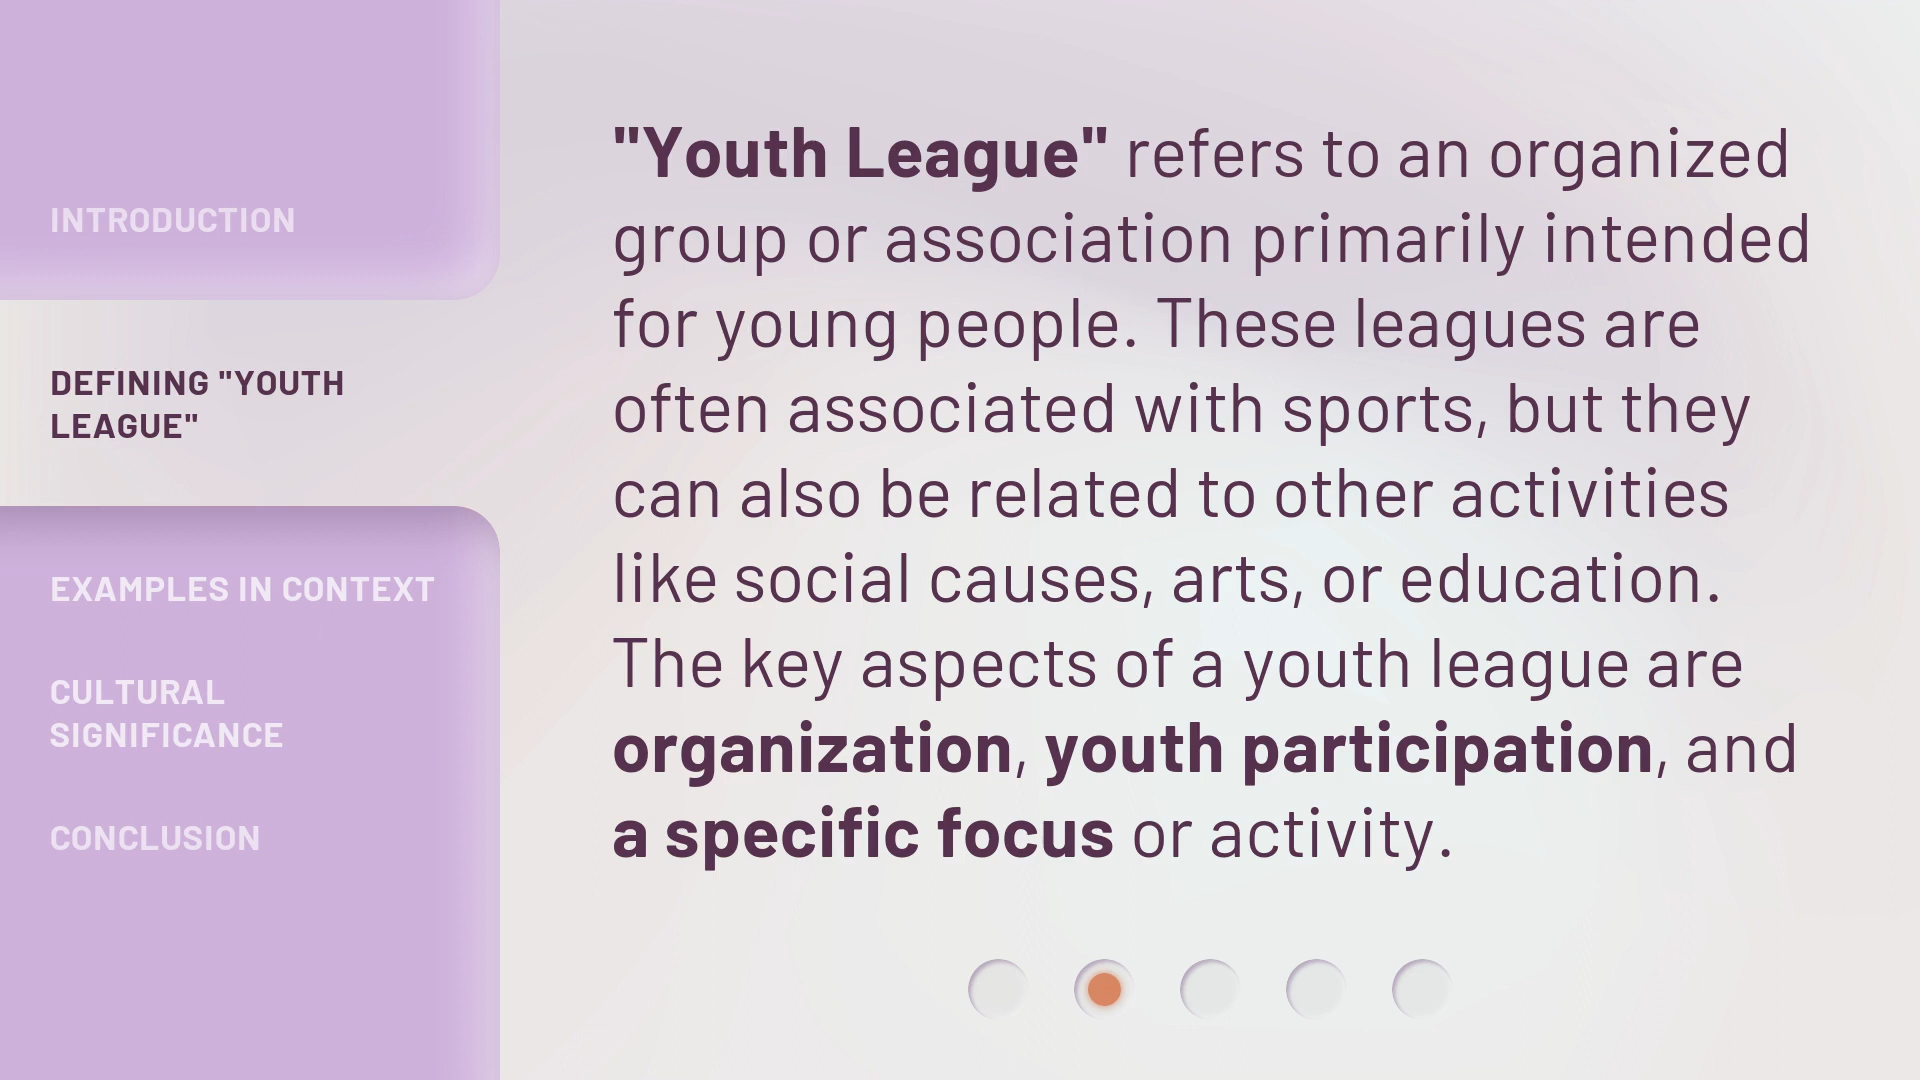 INTRODUCTION
DEFINING "YOUTH
LEAGUE"
EXAMPLES IN CONTEXT
CULTURAL
SIGNIFICANCE
CONCLUSION
"Youth League" refers to an organized
group or association primarily intended
for young people. These leagues are
often associated with sports, but they
can also be related to other activities
like social causes, arts, or education.
The key aspects of a youth league are
organization, youth participation, and
a specific focus or activity.